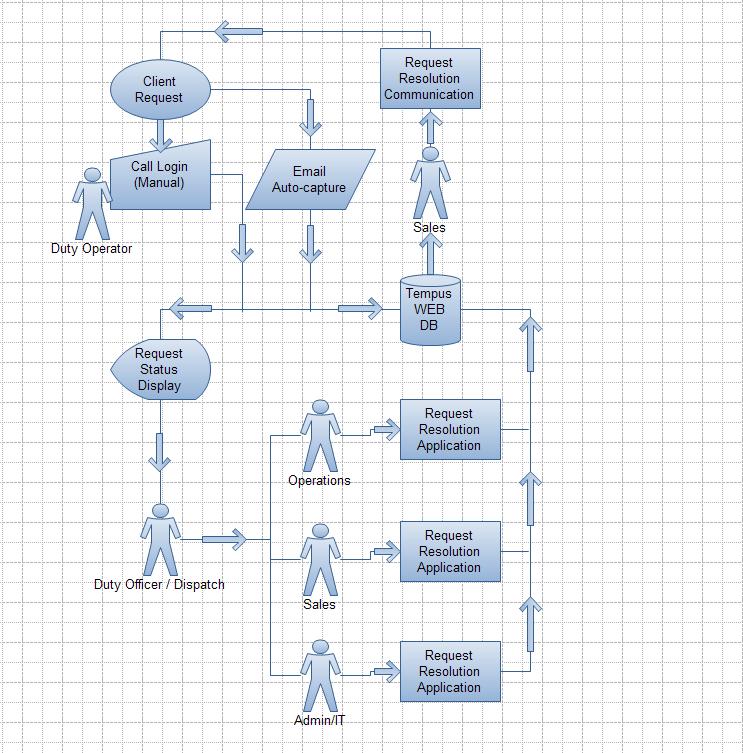 Client
Request
Request
Resolution
Communication
Call Login
(Manual)
Email
Auto-capture
Duty Operator
Sales
Tempus
WEB
DB
Request
Status
Display
Operations
Request
Resolution
Application
Duty Officer / Dispatch
Sales
Request
Resolution
Application
Admin/IT
Request
Resolution
Application